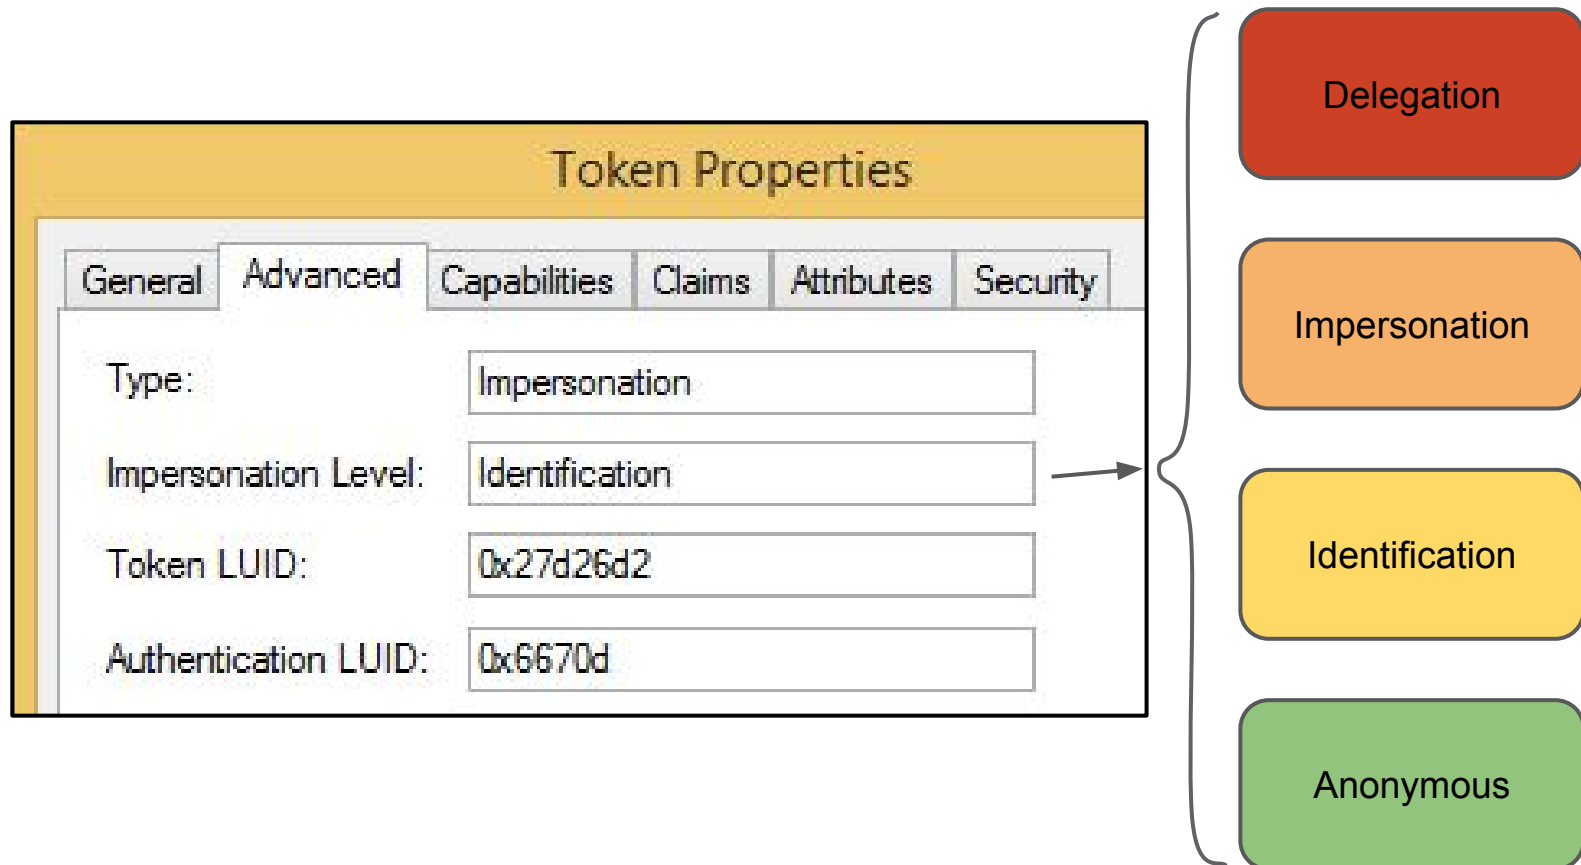 Token Properties
General Advanced Capabilities Claims Attributes Security
Type: Impersonation
Impersonation Level: Identification
Token LUID: 0x27d26d2
Authentication LUID: 0x6670d
Delegation
Impersonation
Identification
Anonymous